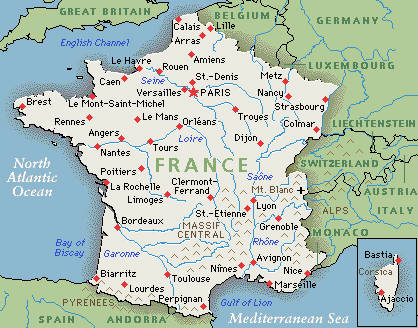 GREAT BRITAIN
BELGIUM
GERMANY
LUXEMBOURG
LIECHTENSTEIN
SWITZERLAND
AUSTRIA
ITALY
ALPS
MONACO
English Channel
Calais
Lille
Arras
Amiens
Le Havre
Rouen
Seine
St.-Denis
Metz
Caen
Versailles
PARIS
Nancy
Strasbourg
Brest
Le Mont-Saint-Michel
Rennes
Le Mans
Orléans
Troyes
Colmar
Angers
Loire
Dijon
Nantes
Tours
North
Atlantic
Ocean
FRANCE
Poitiers
Saône
La Rochelle
Clermont-
Ferrand
Mt. Blanc
Limoges
Lyon
St.-Etienne
Bordeaux
MASSIF
CENTRAL
Grenoble
Rhône
Bay of
Biscay
Garonne
Avignon
Nîmes
Nice
Biarritz
Toulouse
Marseille
Lourdes
Perpignan
PYRENEES
Gulf of Lion
SPAIN
ANDORRA
Mediterranean Sea
Bastia
Corsica
Ajaccio